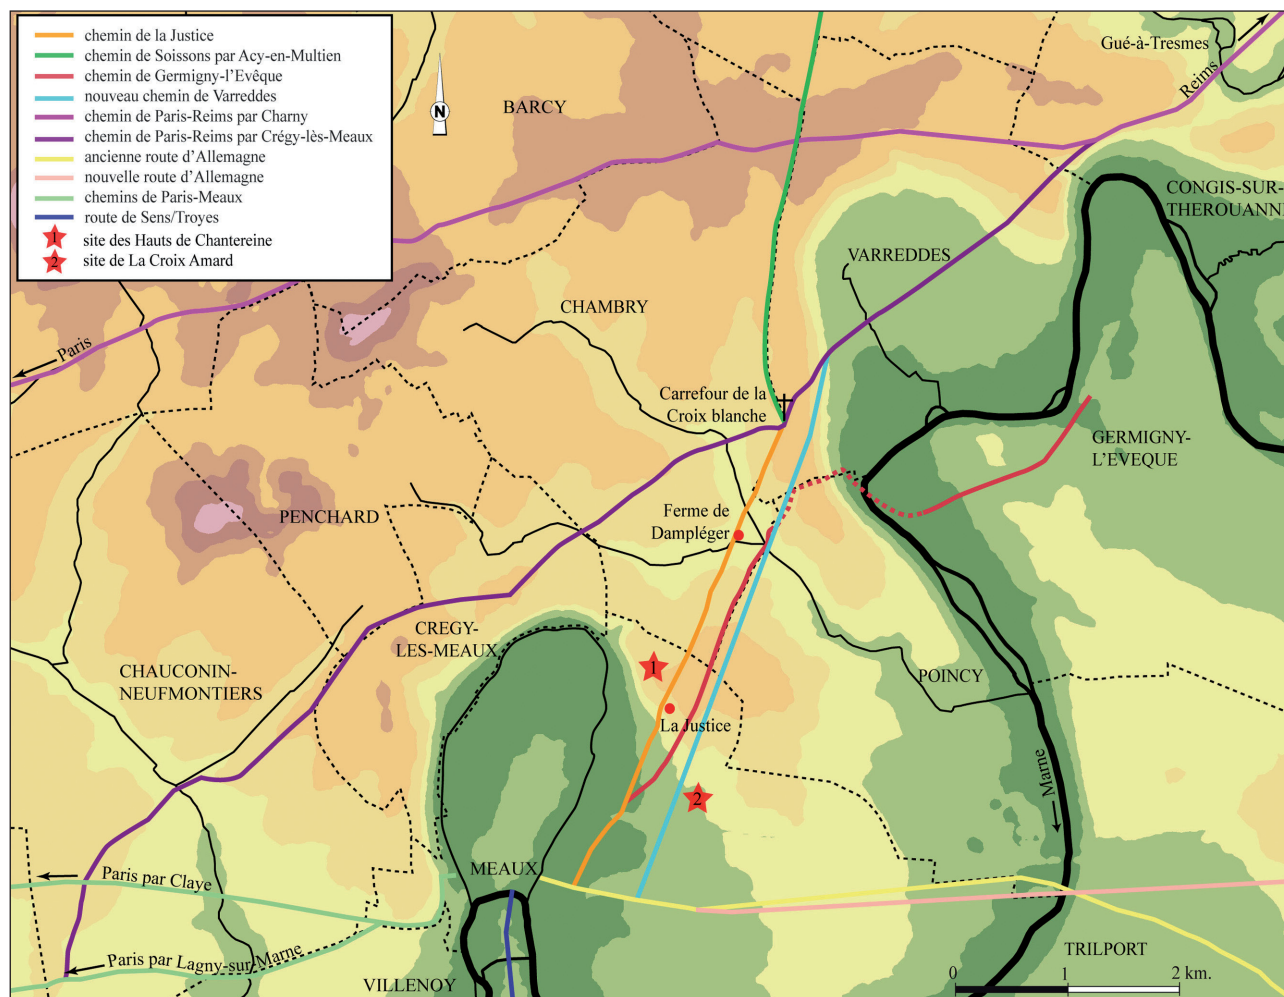 chemin de la Justice
chemin de Soissons par Acy-en-Multien
chemin de Germigny-l'Evêque
nouveau chemin de Varreddes
chemin de Paris-Reims par Charny
chemin de Paris-Reims par Crégy-lès-Meaux
ancienne route d'Allemagne
nouvelle route d'Allemagne
chemins de Paris-Meaux
route de Sens/Troyes
1 site des Hauts de Chantereine
2 site de La Croix Amard
N
Gué-à-Tresmes
Reims
BARCY
CONGIS-SUR-
THEROUANNE
VARREDDES
CHAMBRY
Paris
Carrefour de la
Croix blanche
GERMIGNY-
L'EVEQUE
PENCHARD
Ferme de
Dampléger
CREGY-
LES-MEAUX
1
CHAUCONIN-
NEUFMONTIERS
POINCY
La Justice
2
Marne
MEAUX
Paris par Claye
Paris par Lagny-sur-Marne
TRILPORT
VILLENOY
0 1 2 km.